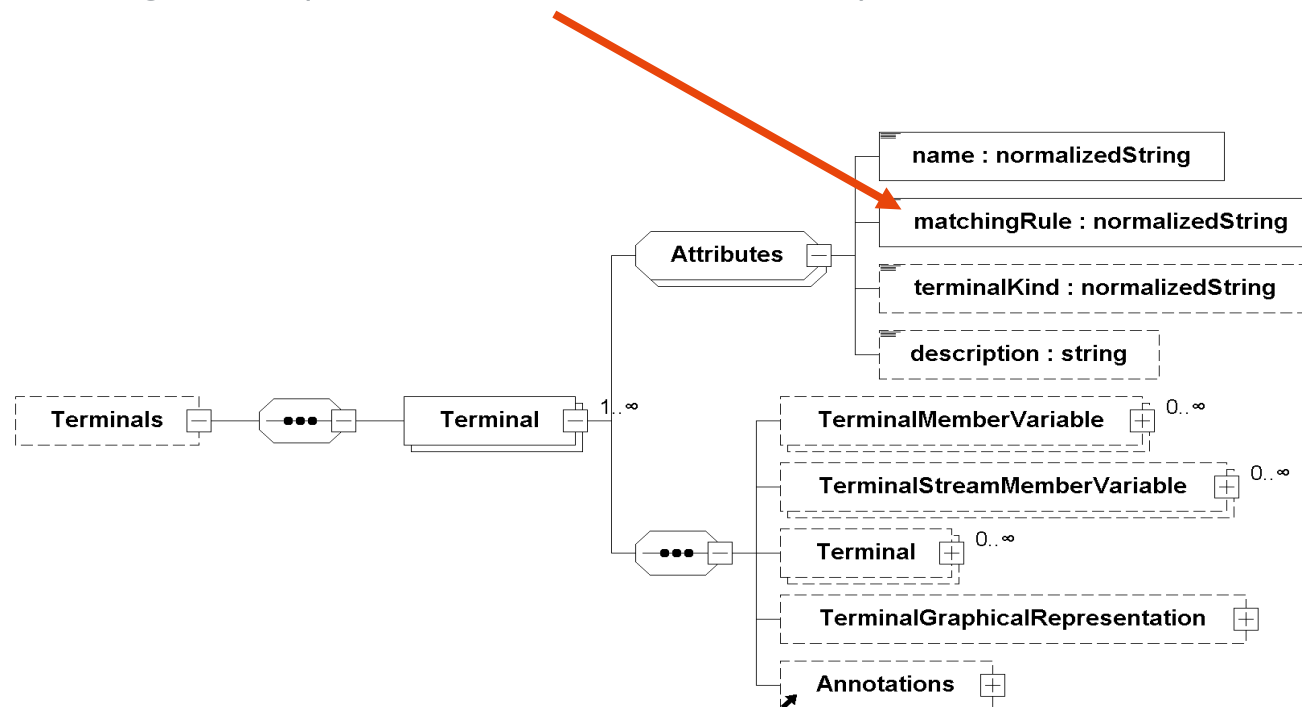 name : normalizedString
matchingRule : normalizedString
Attributes
terminalKind : normalizedString
description : string
Terminals
Terminal
1..∞
TerminalMemberVariable
0..∞
TerminalStreamMemberVariable
0..∞
Terminal
0..∞
TerminalGraphicalRepresentation
Annotations